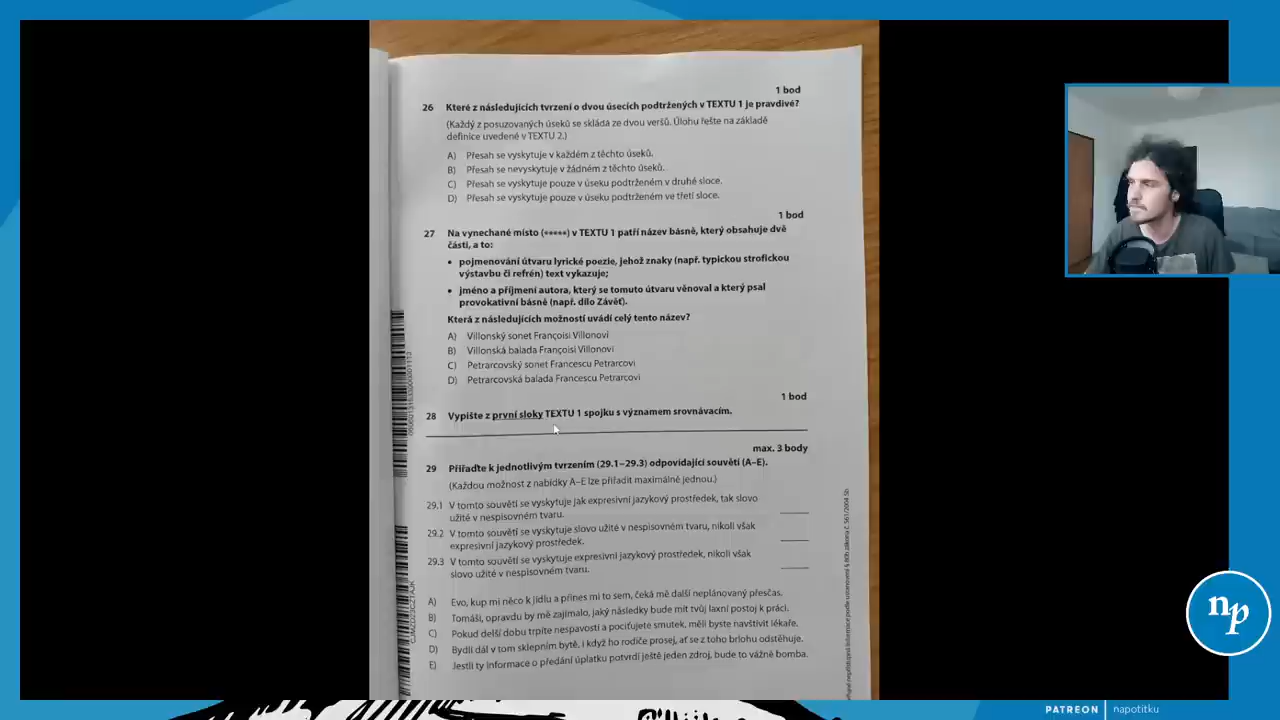 1 bod
26 Které z následujících tvrzení o dvou úsecích podtržených v TEXTU 1 je pravdivé?
(Každý z posuzovaných úseků se skládá ze dvou veršů. Úlohu řešte na základě
definice uvedené v TEXTU 2.)
A) Přesah se vyskytuje v každém z těchto úseků.
B) Přesah se nevyskytuje v žádném z těchto úseků.
C) Přesah se vyskytuje pouze v úseku podtrženém v druhé sloce.
D) Přesah se vyskytuje pouze v úseku podtrženém ve třetí sloce.
1 bod
27 Na vynechané místo (*****) v TEXTU 1 patří název básně, který obsahuje dvě
části, a to:
• pojmenování útvaru lyrické poezie, jehož znaky (např. typickou strofickou
výstavbu či refrén) text vykazuje;
• jméno a příjmení autora, který se tomuto útvaru věnoval a který psal
provokativní básně (např. dílo Závěť).
Která z následujících možností uvádí celý tento název?
A) Villonský sonet Françoisi Villonovi
B) Villonská balada Françoisi Villonovi
C) Petrarcovský sonet Francescu Petrarcovi
D) Petrarcovská balada Francescu Petrarcovi
1 bod
28 Vypište z první sloky TEXTU 1 spojku s významem srovnávacím.
max. 3 body
29 Přiřaďte k jednotlivým tvrzením (29.1–29.3) odpovídající souvětí (A–E).
(Každou možnost z nabídky A–E lze přiřadit maximálně jednou.)
29.1 V tomto souvětí se vyskytuje jak expresivní jazykový prostředek, tak slovo
užité v nespisovném tvaru.
29.2 V tomto souvětí se vyskytuje slovo užité v nespisovném tvaru, nikoli však
expresivní jazykový prostředek.
29.3 V tomto souvětí se vyskytuje expresivní jazykový prostředek, nikoli však
slovo užité v nespisovném tvaru.
A) Evo, kup mi něco k jídlu a přines mi to sem, čeká mě další neplánovaný přesčas.
B) Tomáši, opravdu by mě zajímalo, jaký následky bude mít tvůj laxní postoj k práci.
C) Pokud delší dobu trpíte nespavostí a pociťujete smutek, měli byste navštívit lékaře.
D) Bydlí dál v tom sklepním bytě, i když ho rodiče prosej, ať se z toho brlohu odstěhuje.
E) Jestli ty informace o předání úplatku potvrdí ještě jeden zdroj, bude to vážně bomba.
np
PATREON | napotitku